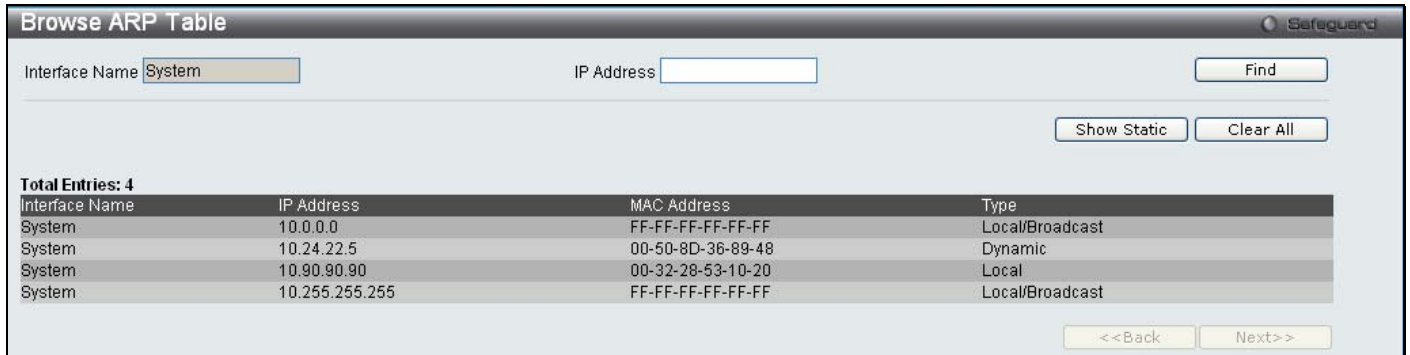 Browse ARP Table
Safeguard
Interface Name System IP Address Find
Show Static Clear All
Total Entries: 4
Interface Name IP Address MAC Address Type
System 10.0.0.0 FF-FF-FF-FF-FF-FF Local/Broadcast
System 10.24.22.5 00-50-8D-36-89-48 Dynamic
System 10.90.90.90 00-32-28-53-10-20 Local
System 10.255.255.255 FF-FF-FF-FF-FF-FF Local/Broadcast
<<Back Next>>